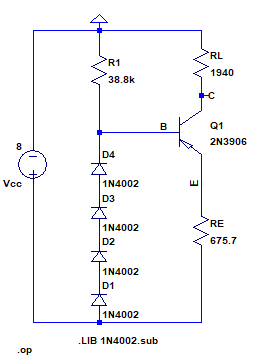 R1
38.8k
RL
1940
C
B
Q1
2N3906
8
Vcc
D4
1N4002
D3
1N4002
D2
1N4002
D1
1N4002
E
RE
675.7
.LIB 1N4002.sub
.op